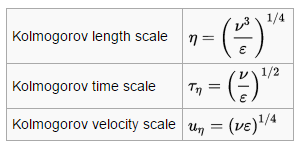 Kolmogorov length scale η = (ν³/ε)^{1/4}
Kolmogorov time scale τ_η = (ν/ε)^{1/2}
Kolmogorov velocity scale u_η = (νε)^{1/4}